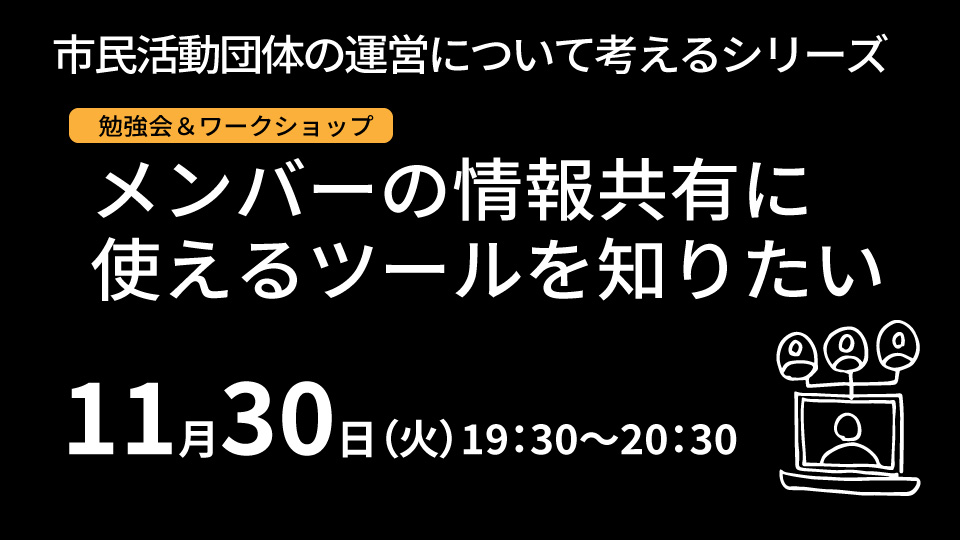 市民活動団体の運営について考えるシリーズ
勉強会＆ワークショップ
メンバーの情報共有に
使えるツールを知りたい
11月30日（火）19：30〜20：30